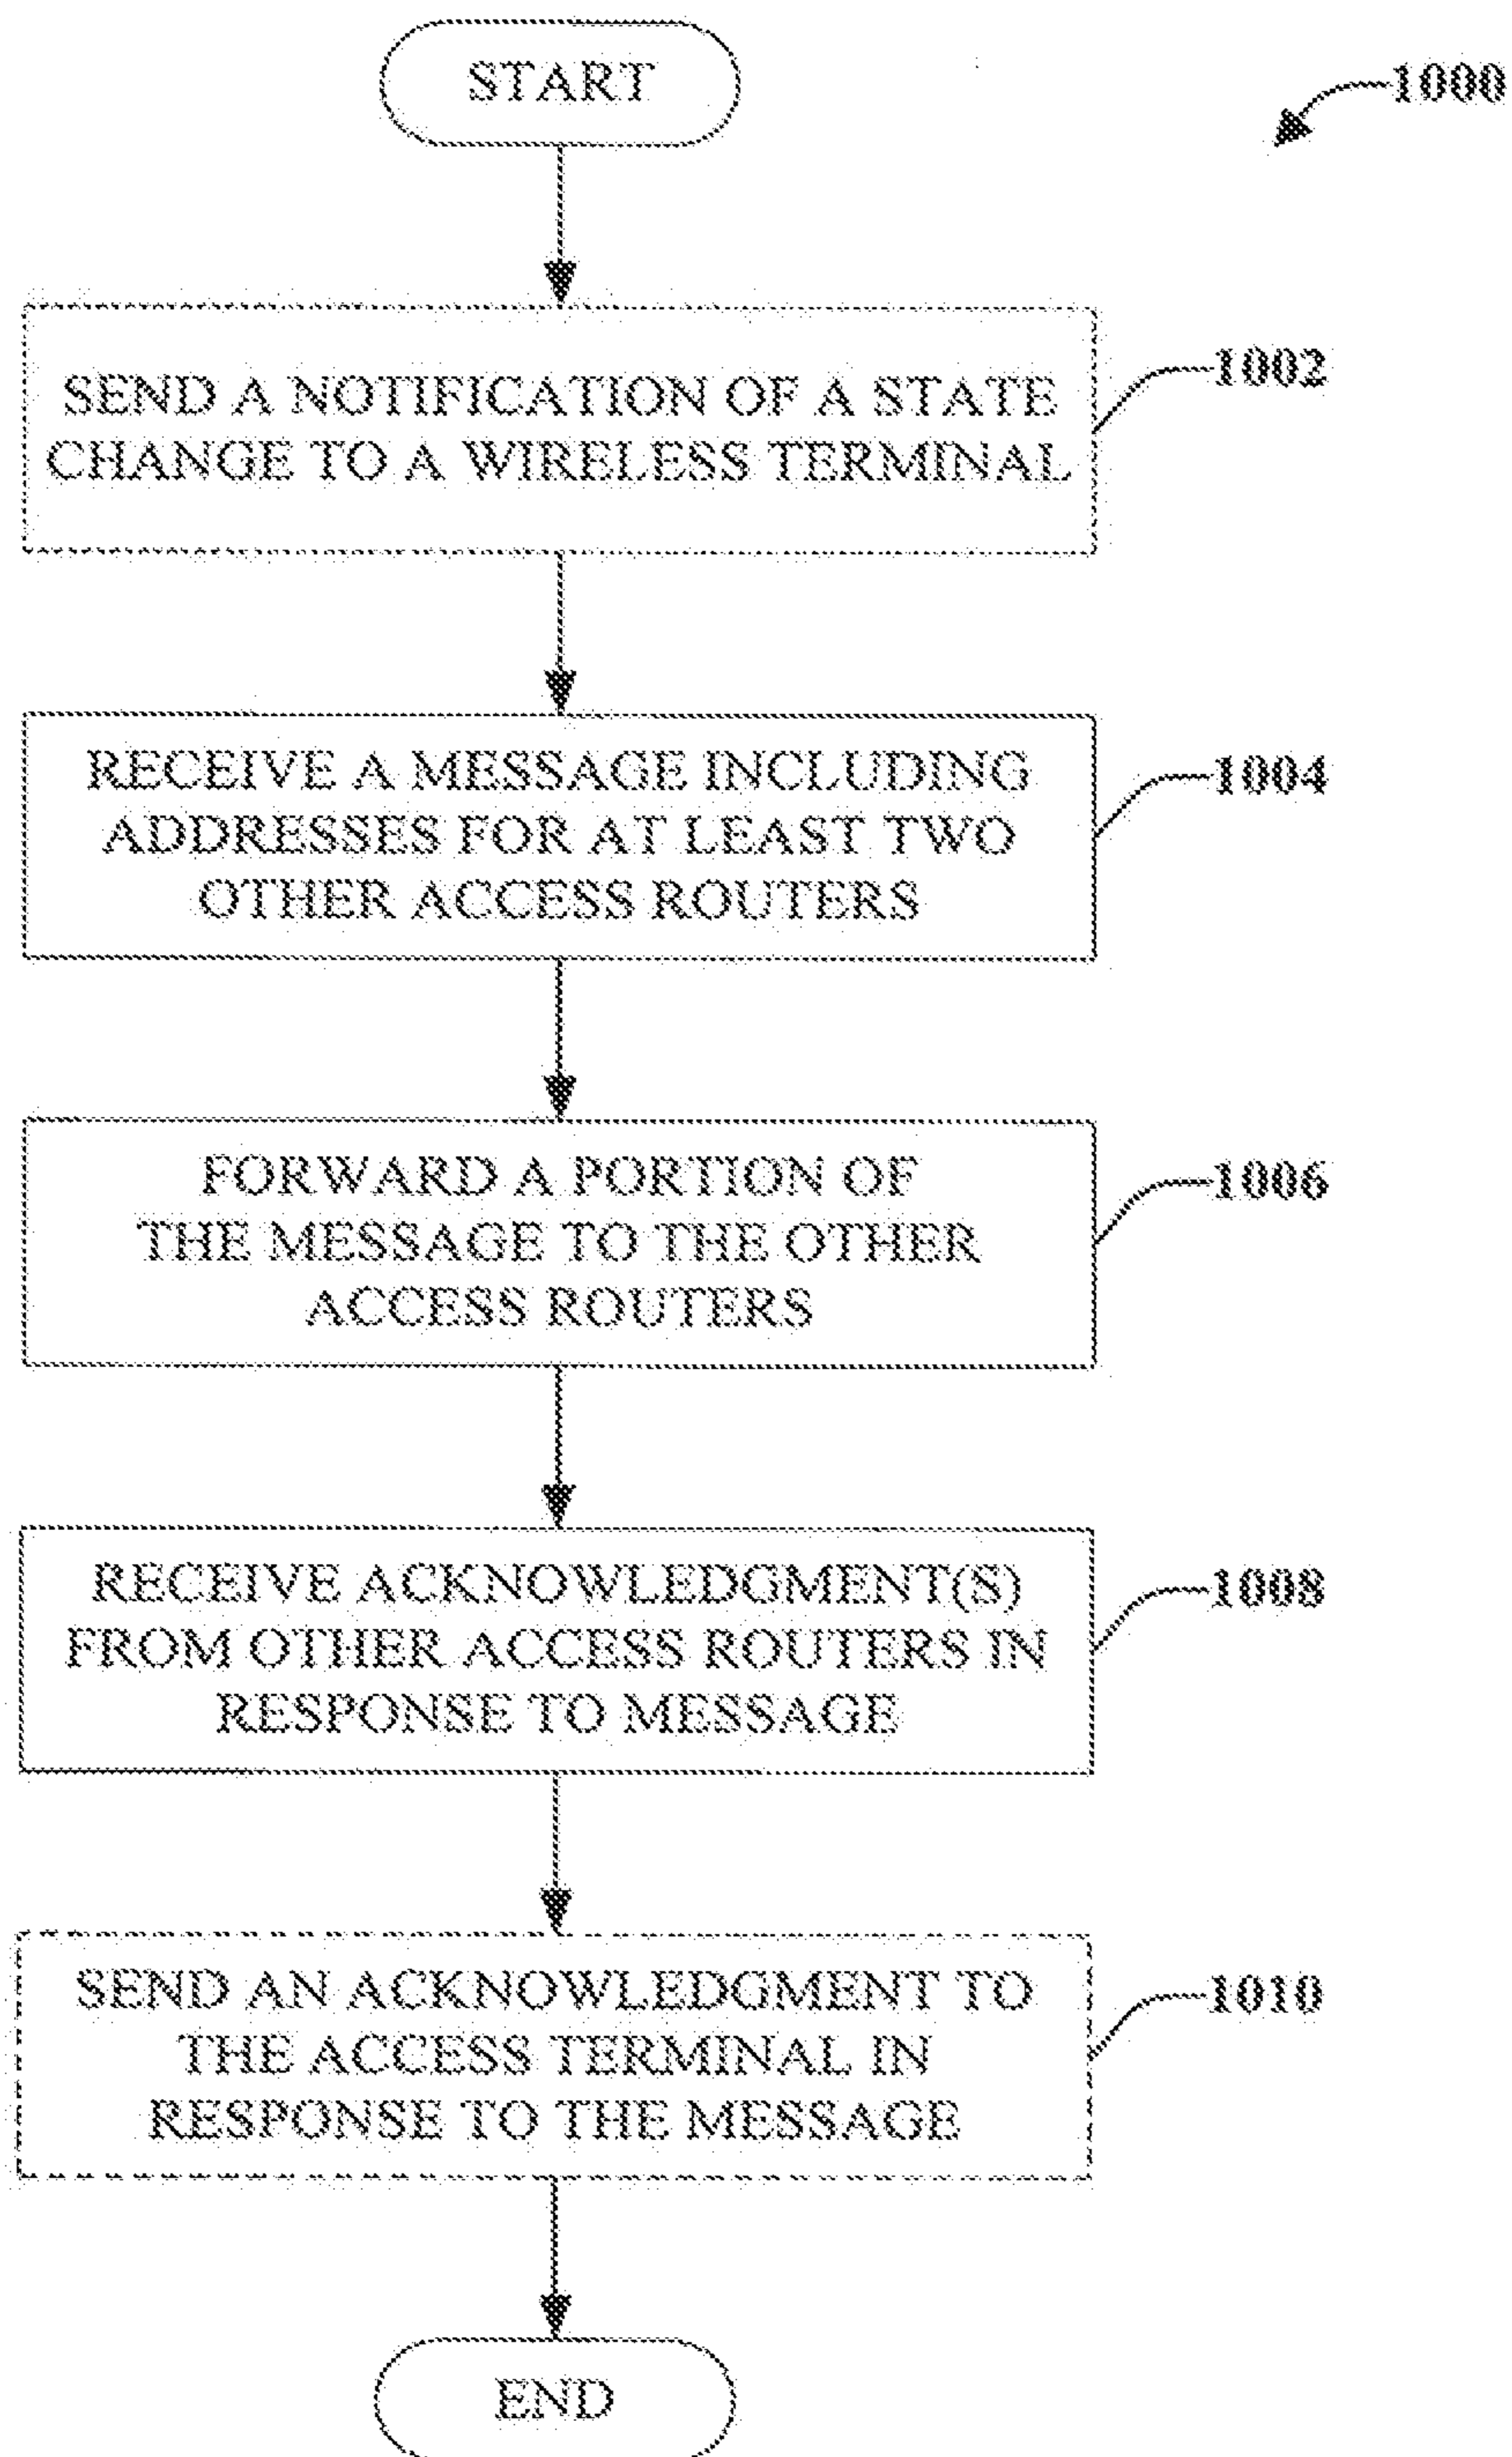 START
1000
SEND A NOTIFICATION OF A STATE
CHANGE TO A WIRELESS TERMINAL
1002
RECEIVE A MESSAGE INCLUDING
ADDRESSES FOR AT LEAST TWO
OTHER ACCESS ROUTERS
1004
FORWARD A PORTION OF
THE MESSAGE TO THE OTHER
ACCESS ROUTERS
1006
RECEIVE ACKNOWLEDGMENT(S)
FROM OTHER ACCESS ROUTERS IN
RESPONSE TO MESSAGE
1008
SEND AN ACKNOWLEDGMENT TO
THE ACCESS TERMINAL IN
RESPONSE TO THE MESSAGE
1010
END